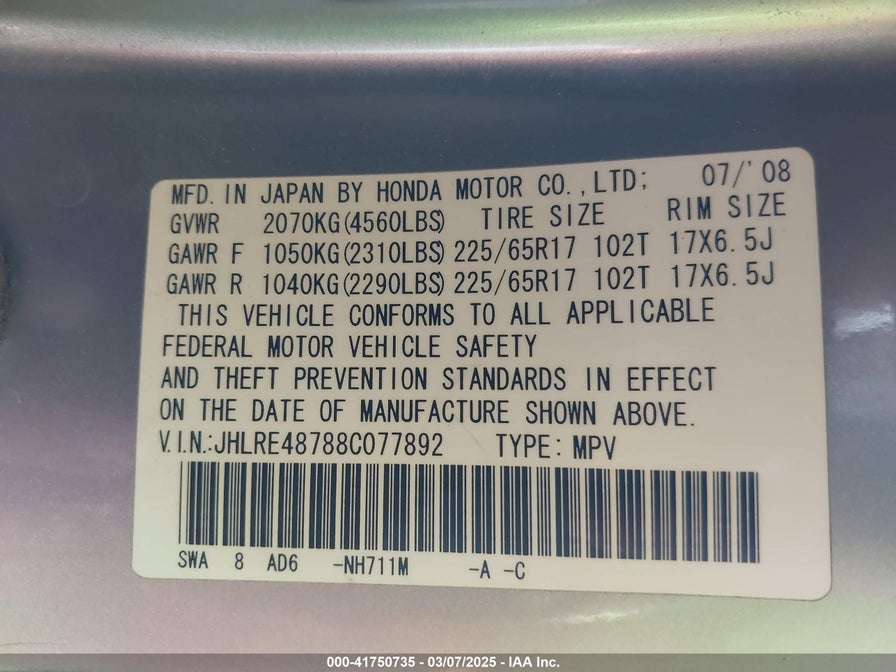 MFD. IN JAPAN BY HONDA MOTOR CO., LTD; 07/'08
GVWR 2070KG(4560LBS) TIRE SIZE RIM SIZE
GAWR F 1050KG(2310LBS) 225/65R17 102T 17X6.5J
GAWR R 1040KG(2290LBS) 225/65R17 102T 17X6.5J
THIS VEHICLE CONFORMS TO ALL APPLICABLE
FEDERAL MOTOR VEHICLE SAFETY
AND THEFT PREVENTION STANDARDS IN EFFECT
ON THE DATE OF MANUFACTURE SHOWN ABOVE.
V.I.N.:JHLRE48788C077892 TYPE: MPV
SWA 8 AD6 -NH711M -A -C
000-41750735 - 03/07/2025 - IAA Inc.